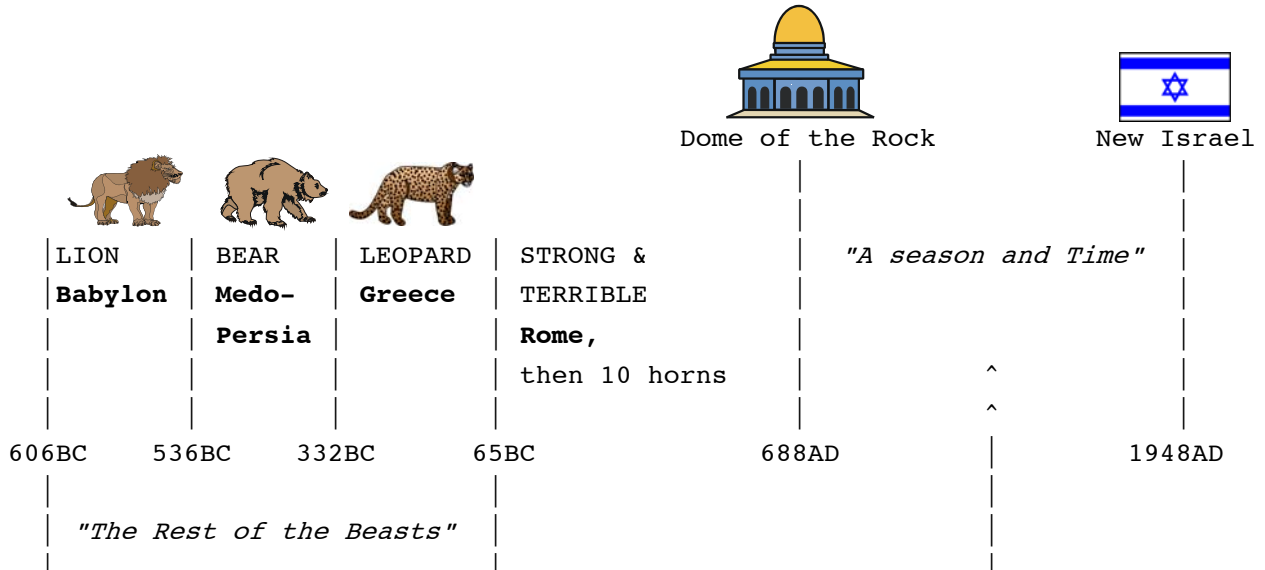 Dome of the Rock New Israel
LION BEAR LEOPARD STRONG & "A season and Time"
Babylon Medo- Greece TERRIBLE
Persia Rome,
then 10 horns
^
^
606BC 536BC 332BC 65BC 688AD 1948AD
"The Rest of the Beasts"